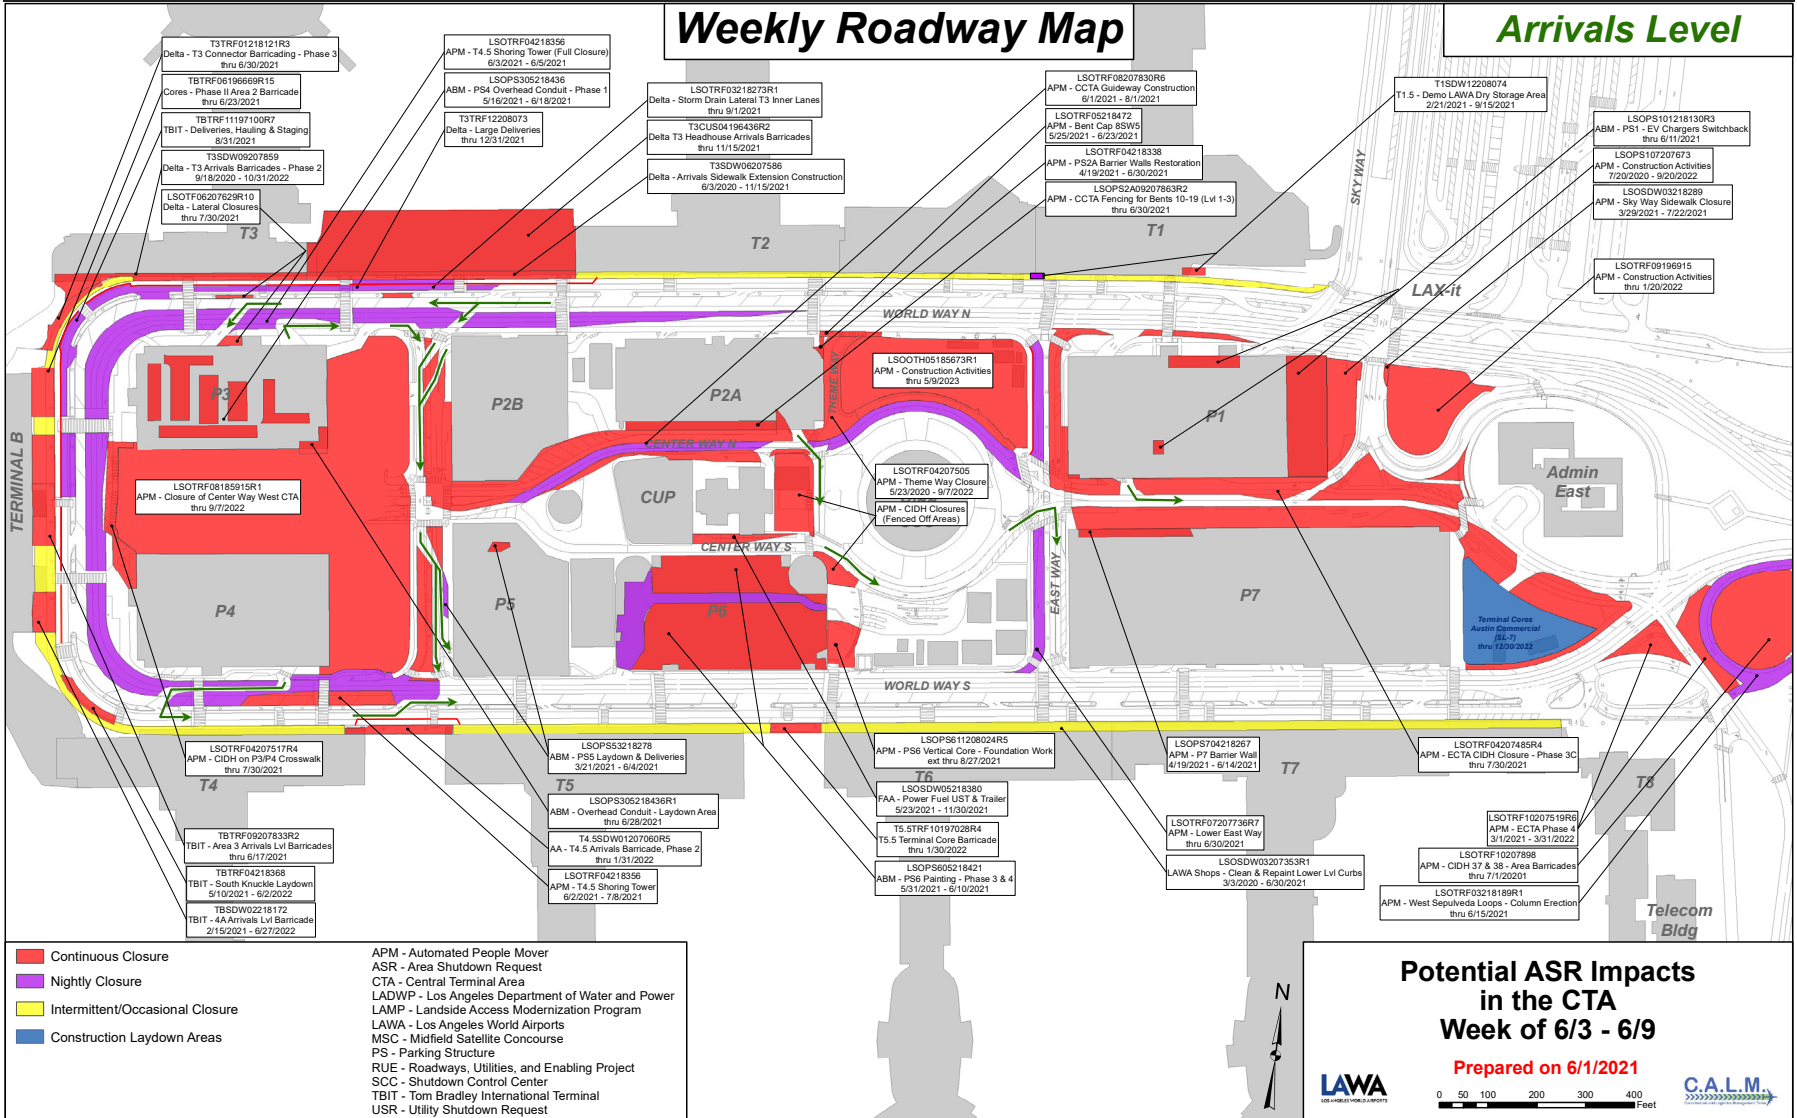 Weekly Roadway Map
Arrivals Level
T3TRF01218121R3
Delta - T3 Connector Barricading - Phase 3
thru 6/30/2021
TBTRF06196669R15
Cores - Phase II Area 2 Barricade
thru 6/23/2021
TBTRF11197100R7
TBIT - Deliveries, Hauling & Staging
8/31/2021
T3SDW09207859
Delta - T3 Arrivals Barricades - Phase 2
9/18/2020 - 10/31/2022
LSOTF06207629R10
Delta - Lateral Closures
thru 7/30/2021
LSOTRF04218356
APM - T4.5 Shoring Tower (Full Closure)
6/3/2021 - 6/5/2021
LSOPS305218436
ABM - PS4 Overhead Conduit - Phase 1
5/16/2021 - 6/18/2021
T3TRF12208073
Delta - Large Deliveries
thru 12/31/2021
LSOTRF03218273R1
Delta - Storm Drain Lateral T3 Inner Lanes
thru 9/1/2021
T3CUS04196436R2
Delta T3 Headhouse Arrivals Barricades
thru 11/15/2021
T3SDW06207586
Delta - Arrivals Sidewalk Extension Construction
6/3/2020 - 11/15/2021
LSOTRF08207830R6
APM - CCTA Guideway Construction
6/1/2021 - 8/1/2021
LSOTRF05218472
APM - Bent Cap 8SW5
5/25/2021 - 6/23/2021
LSOTRF04218338
APM - PS2A Barrier Walls Restoration
4/19/2021 - 6/30/2021
LSOPS2A09207863R2
APM - CCTA Fencing for Bents 10-19 (Lvl 1-3)
thru 6/30/2021
T1SDW12208074
T1.5 - Demo LAWA Dry Storage Area
2/21/2021 - 9/15/2021
LSOPS101218130R3
ABM - PS1 - EV Chargers Switchback
thru 6/11/2021
LSOPS107207673
APM - Construction Activities
7/20/2020 - 9/20/2022
LSOSDW03218289
APM - Sky Way Sidewalk Closure
3/29/2021 - 7/22/2021
LSOTRF09196915
APM - Construction Activities
thru 1/20/2022
T3
T2
T1
SKY WAY
LAX-it
WORLD WAY N
LSOOTH05185673R1
APM - Construction Activities
thru 5/9/2023
P3
P2B
P2A
THEME WAY
P1
CENTER WAY N
TERMINAL B
LSOTRF08185915R1
APM - Closure of Center Way West CTA
thru 9/7/2022
CUP
LSOTRF04207505
APM - Theme Way Closure
5/23/2020 - 9/7/2022
APM - CIDH Closures
(Fenced Off Areas)
Admin
East
CENTER WAY S
EAST WAY
P4
P5
P6
P7
Terminal Cores
Austin Commercial
(SL-7)
thru 12/30/2022
WORLD WAY S
LSOTRF04207517R4
APM - CIDH on P3/P4 Crosswalk
thru 7/30/2021
T4
LSOPS53218278
ABM - PS5 Laydown & Deliveries
3/21/2021 - 6/4/2021
T5
LSOPS611208024R5
APM - PS6 Vertical Core - Foundation Work
ext thru 8/27/2021
T6
LSOPS704218267
APM - P7 Barrier Wall
4/19/2021 - 6/14/2021
T7
LSOTRF04207485R4
APM - ECTA CIDH Closure - Phase 3C
thru 7/30/2021
T8
LSOPS305218436R1
ABM - Overhead Conduit - Laydown Area
thru 6/28/2021
LSOSDW05218380
FAA - Power Fuel UST & Trailer
5/23/2021 - 11/30/2021
TBTRF09207833R2
TBIT - Area 3 Arrivals Lvl Barricades
thru 6/17/2021
T4.5SDW01207060R5
AA - T4.5 Arrivals Barricade, Phase 2
thru 1/31/2022
T5.5TRF10197028R4
T5.5 Terminal Core Barricade
thru 1/30/2022
LSOTRF07207736R7
APM - Lower East Way
thru 6/30/2021
LSOTRF10207519R6
APM - ECTA Phase 4
3/1/2021 - 3/31/2022
TBTRF04218368
TBIT - South Knuckle Laydown
5/10/2021 - 6/2/2022
LSOTRF04218356
APM - T4.5 Shoring Tower
6/2/2021 - 7/8/2021
LSOPS605218421
ABM - PS6 Painting - Phase 3 & 4
5/31/2021 - 6/10/2021
LSOSDW03207353R1
LAWA Shops - Clean & Repaint Lower Lvl Curbs
3/3/2020 - 6/30/2021
LSOTRF10207898
APM - CIDH 37 & 38 - Area Barricades
thru 7/1/20201
TBSDW02218172
TBIT - 4A Arrivals Lvl Barricade
2/15/2021 - 6/27/2022
LSOTRF03218189R1
APM - West Sepulveda Loops - Column Erection
thru 6/15/2021
Telecom
Bldg
Continuous Closure
Nightly Closure
Intermittent/Occasional Closure
Construction Laydown Areas
APM - Automated People Mover
ASR - Area Shutdown Request
CTA - Central Terminal Area
LADWP - Los Angeles Department of Water and Power
LAMP - Landside Access Modernization Program
LAWA - Los Angeles World Airports
MSC - Midfield Satellite Concourse
PS - Parking Structure
RUE - Roadways, Utilities, and Enabling Project
SCC - Shutdown Control Center
TBIT - Tom Bradley International Terminal
USR - Utility Shutdown Request
N
Potential ASR Impacts
in the CTA
Week of 6/3 - 6/9
Prepared on 6/1/2021
LAWA
LOS ANGELES WORLD AIRPORTS
0 50 100 200 300 400
Feet
C.A.L.M.